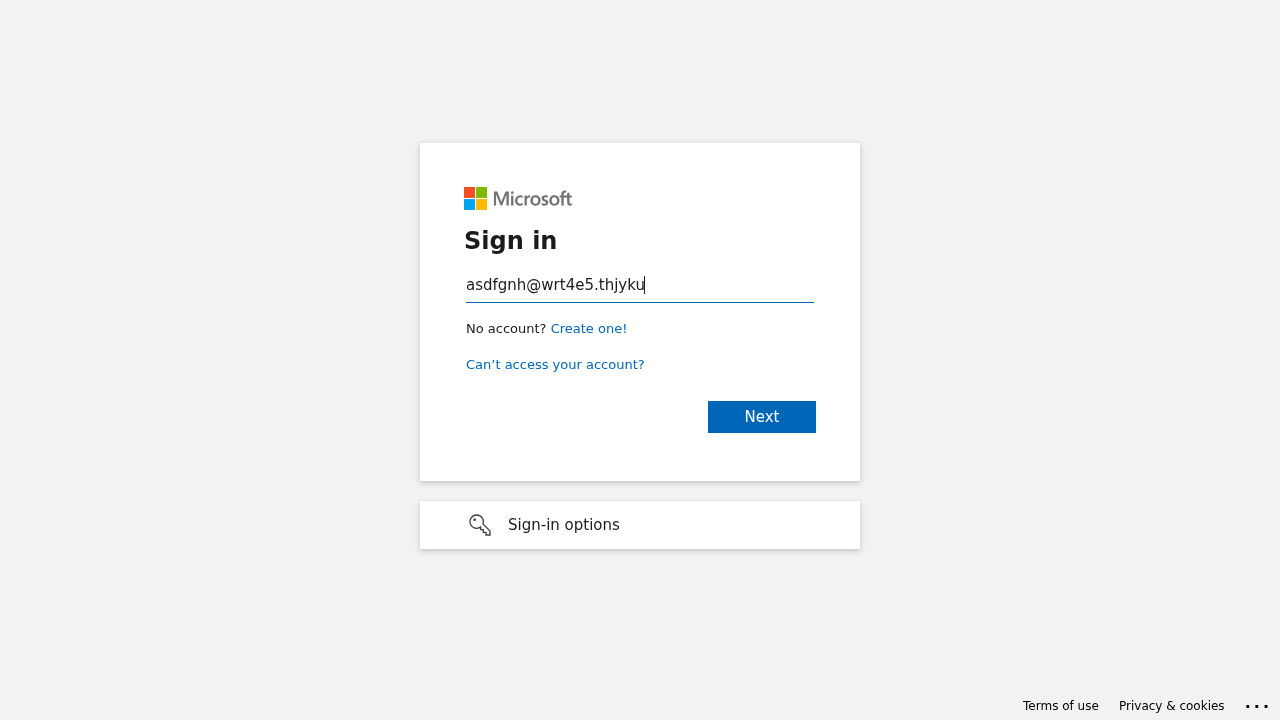 Microsoft
Sign in
asdfgnh@wrt4e5.thjyku
No account? Create one!
Can’t access your account?
Next
Sign-in options
Terms of use Privacy & cookies ...